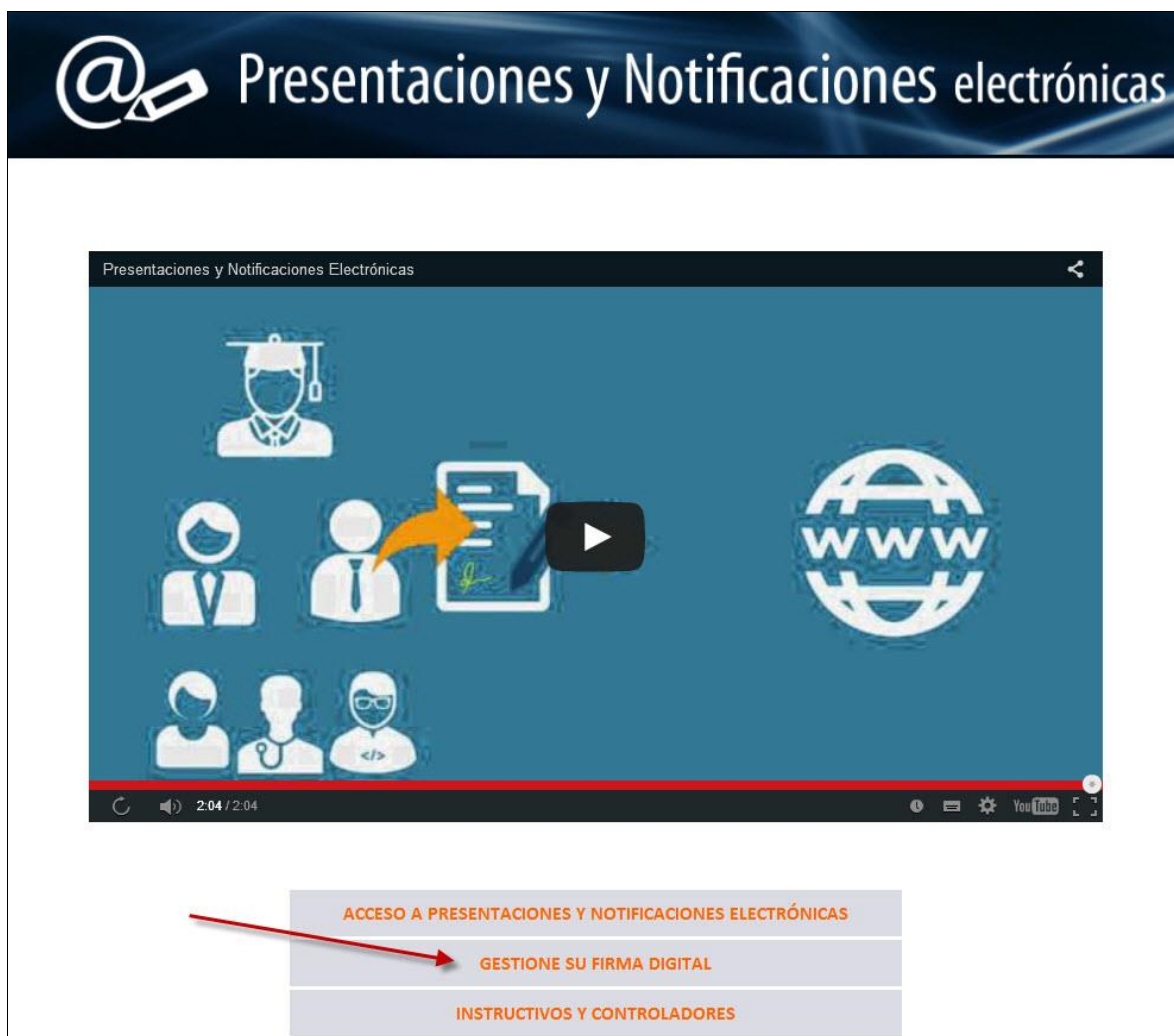 @ Presentaciones y Notificaciones electrónicas
Presentaciones y Notificaciones Electrónicas
www
</>
2:04 / 2:04
YouTube
ACCESO A PRESENTACIONES Y NOTIFICACIONES ELECTRÓNICAS
GESTIONE SU FIRMA DIGITAL
INSTRUCTIVOS Y CONTROLADORES